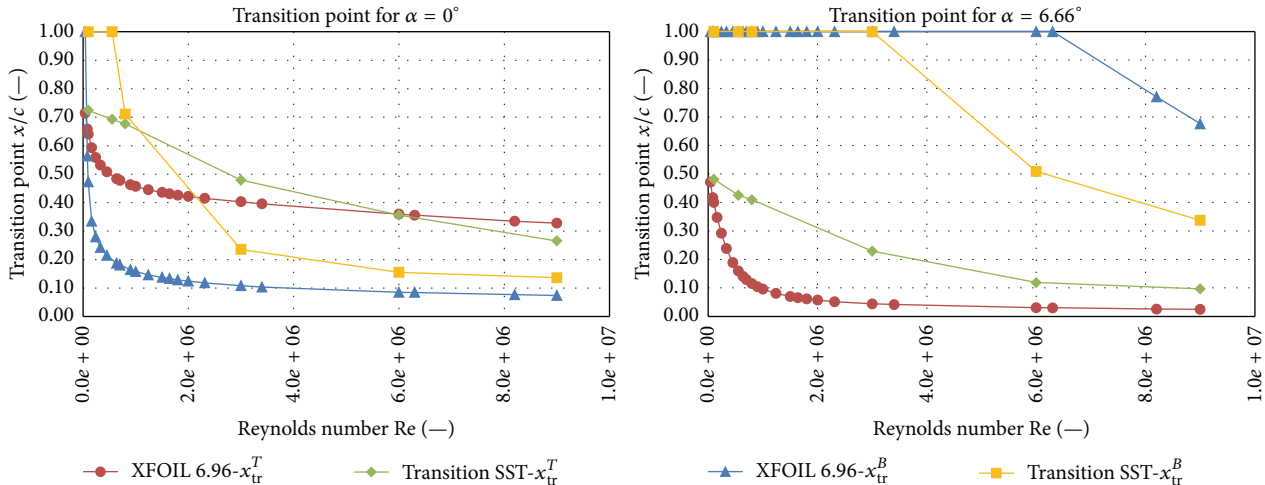 Transition point for α = 0°
1.00
0.90
0.80
0.70
0.60
0.50
0.40
0.30
0.20
0.10
0.00
Transition point x/c (—)
0.0e + 00
2.0e + 06
4.0e + 06
6.0e + 06
8.0e + 06
1.0e + 07
Reynolds number Re (—)
Transition point for α = 6.66°
1.00
0.90
0.80
0.70
0.60
0.50
0.40
0.30
0.20
0.10
0.00
Transition point x/c (—)
0.0e + 00
2.0e + 06
4.0e + 06
6.0e + 06
8.0e + 06
1.0e + 07
Reynolds number Re (—)
XFOIL 6.96-x_tr^T
Transition SST-x_tr^T
XFOIL 6.96-x_tr^B
Transition SST-x_tr^B